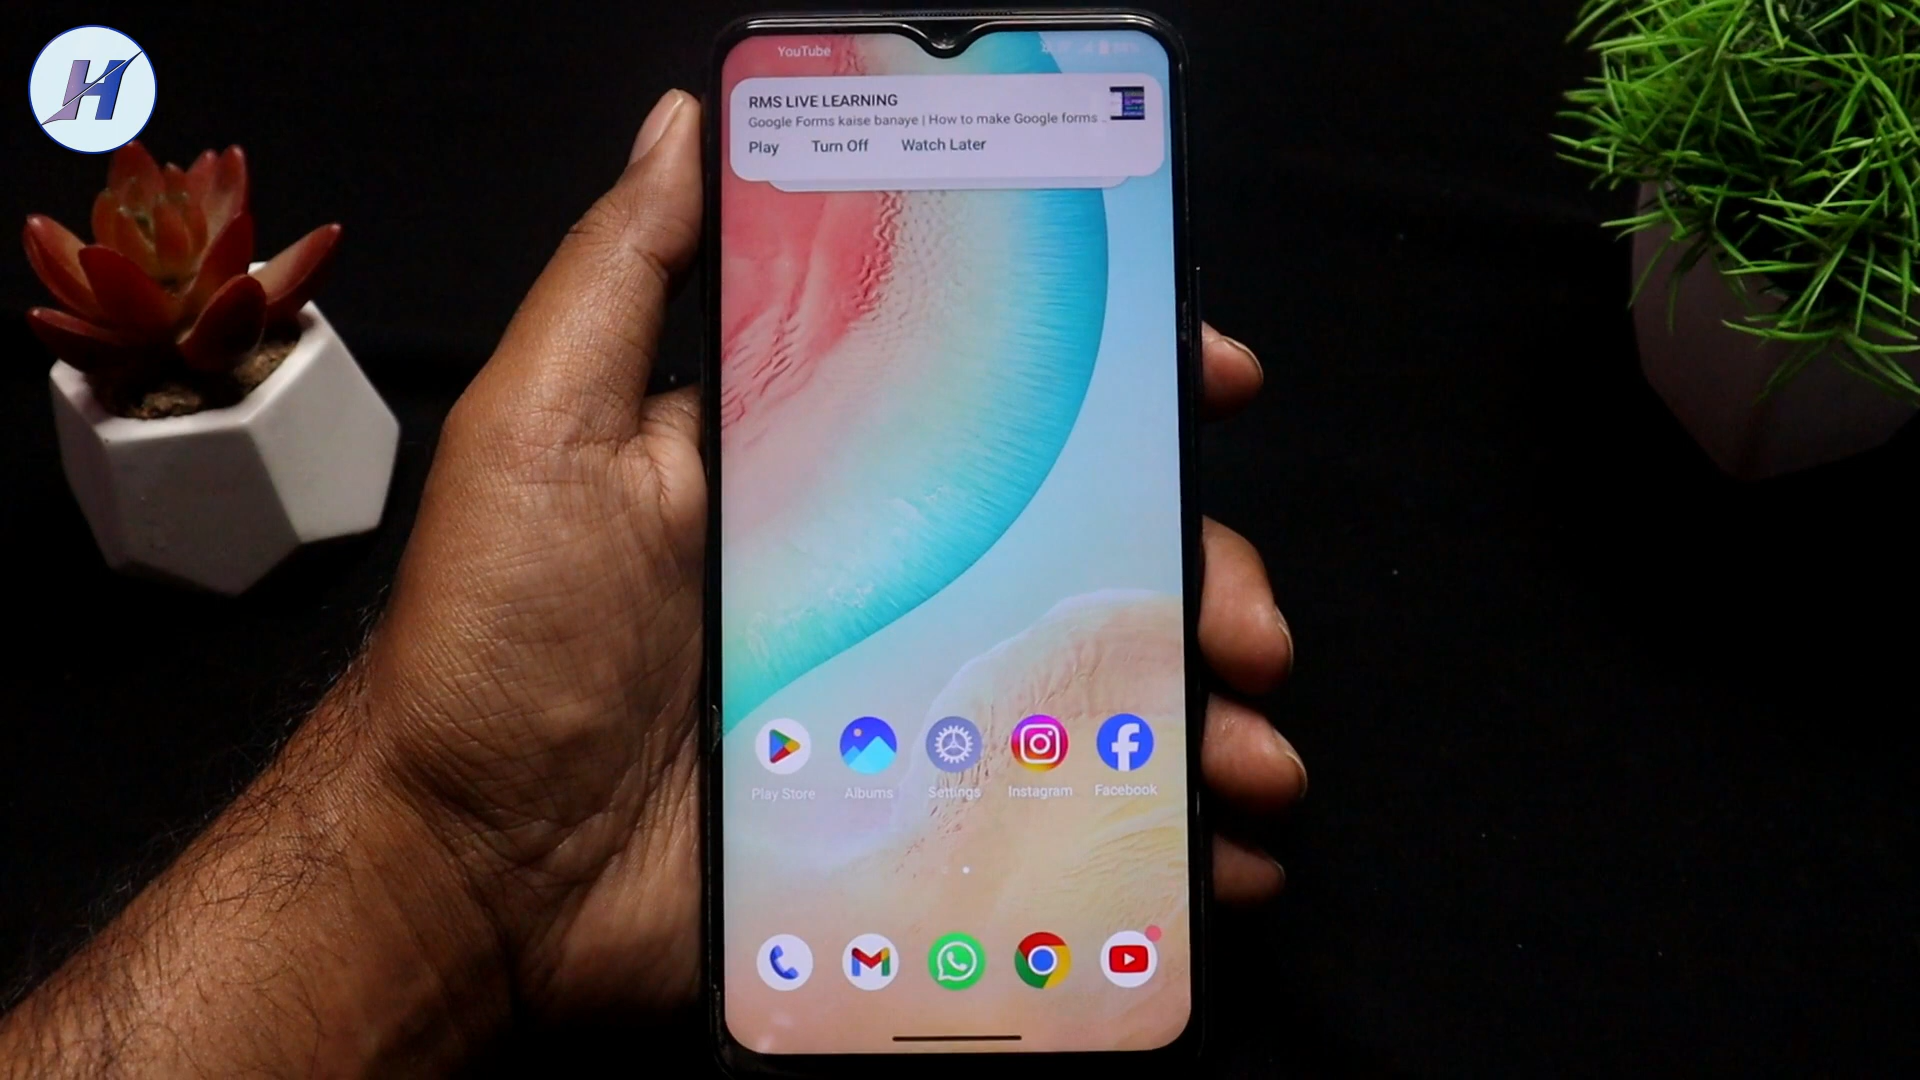 H
YouTube
RMS LIVE LEARNING
Google Forms kaise banaye | How to make Google forms ..
Play Turn Off Watch Later
Play Store Albums Settings Instagram Facebook